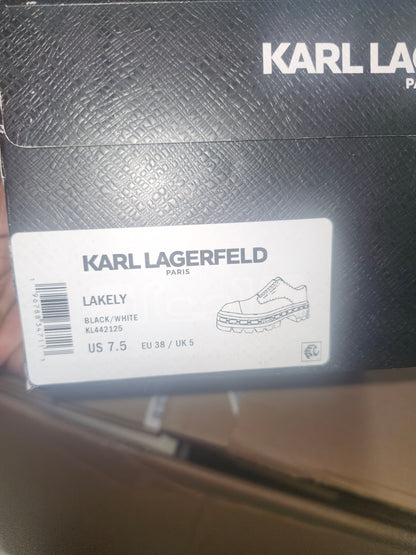 KARL LAG
PA
KARL LAGERFELD
PARIS
LAKELY
BLACK/WHITE
KL442125
US 7.5 EU 38 / UK 5